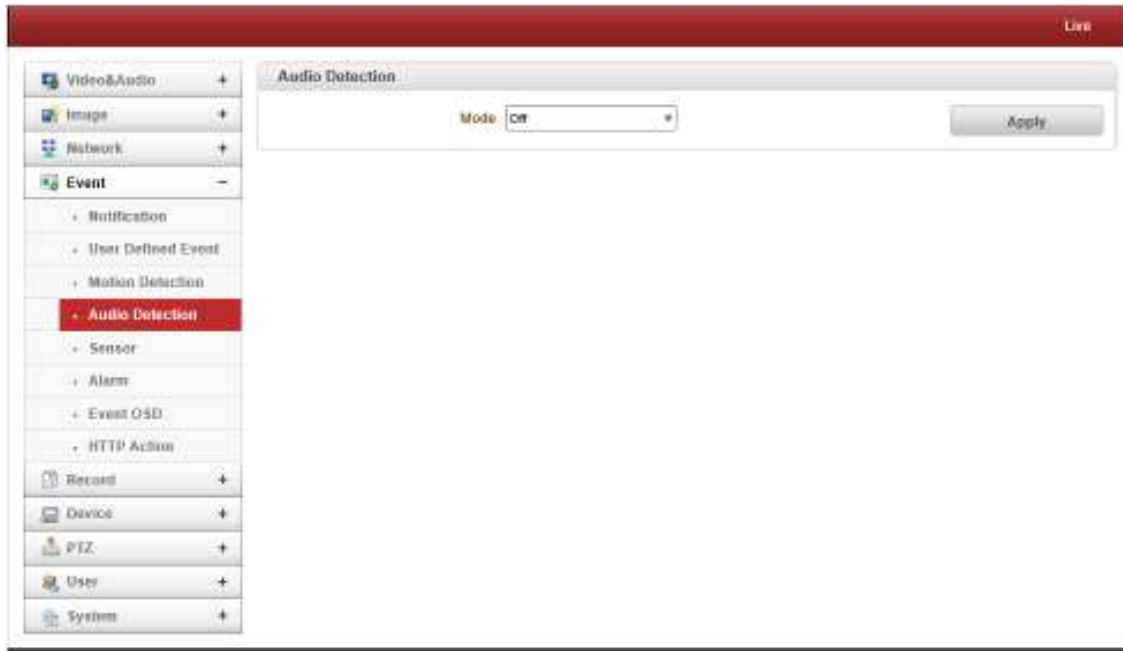 Live
Video&Audio +
Image +
Network +
Event –
Notification
User Defined Event
Motion Detection
Audio Detection
Sensor
Alarm
Event OSD
HTTP Action
Record +
Device +
PTZ +
User +
System +
Audio Detection
Mode Off
Apply